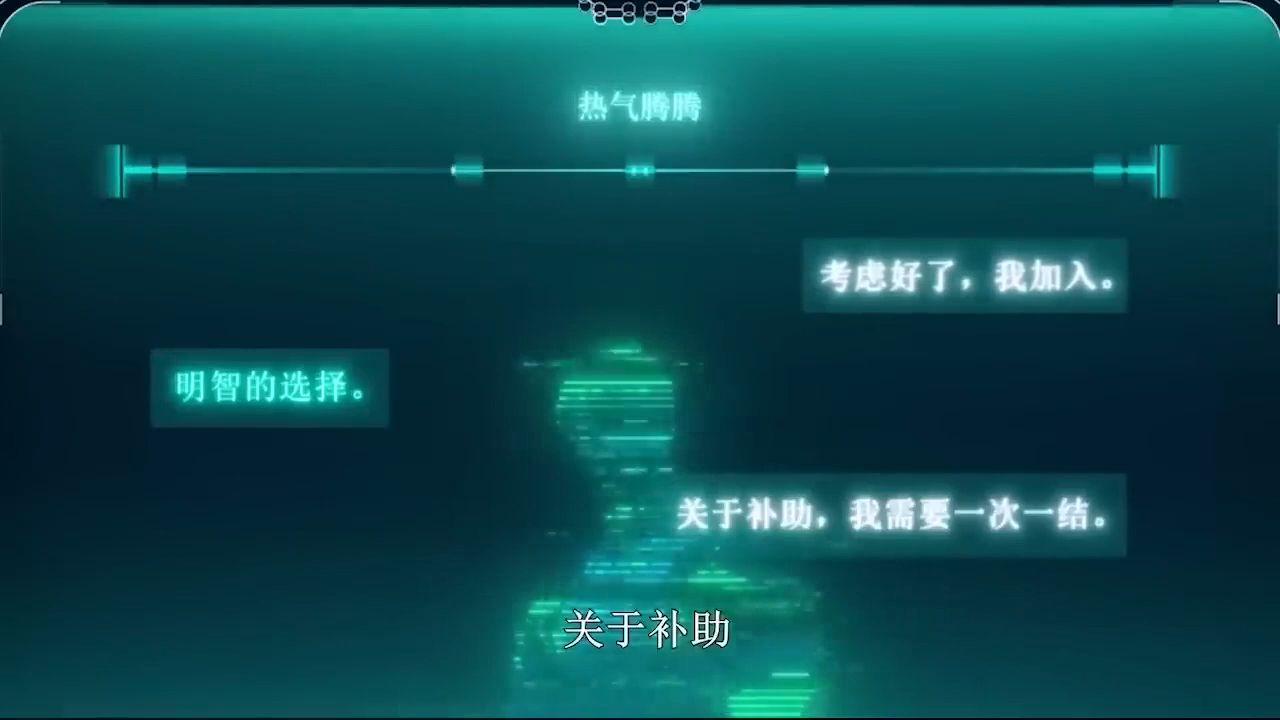 热气腾腾
考虑好了，我加入。
明智的选择。
关于补助，我需要一次一结。
关于补助